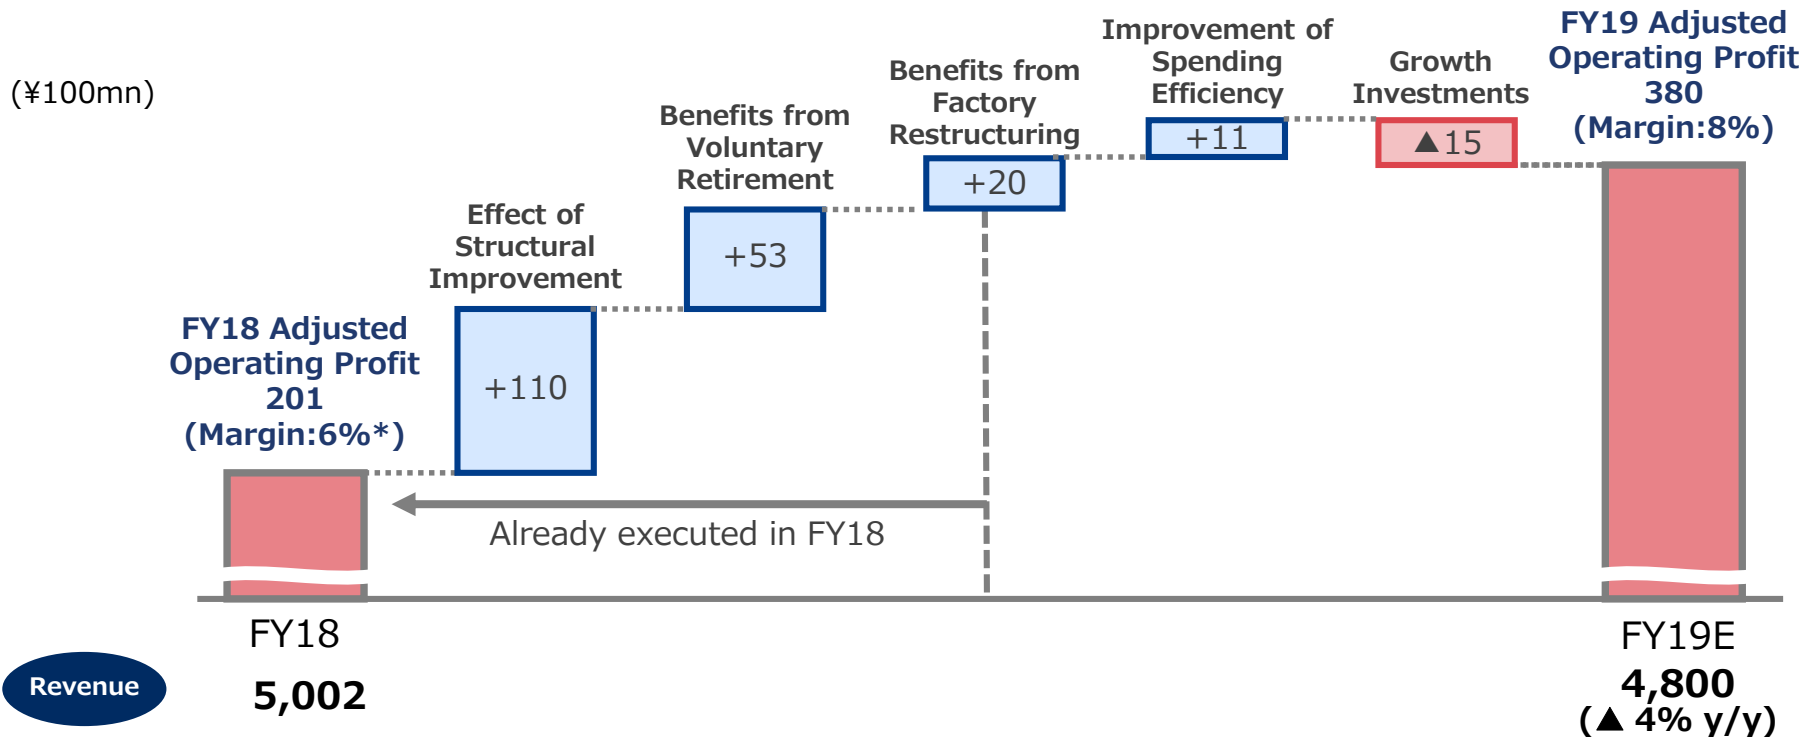 (¥100mn)
FY18 Adjusted
Operating Profit
201
(Margin:6%*)
Effect of
Structural
Improvement
+110
Benefits from
Voluntary
Retirement
+53
Benefits from
Factory
Restructuring
+20
Improvement of
Spending
Efficiency
+11
Growth
Investments
▲15
FY19 Adjusted
Operating Profit
380
(Margin:8%)
Already executed in FY18
FY18
FY19E
Revenue
5,002
4,800
(▲ 4% y/y)